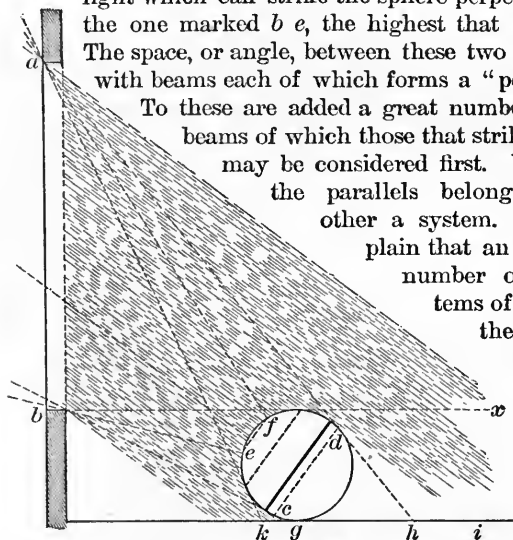 light which can strike the sphere perpe
the one marked b e, the highest that
The space, or angle, between these two
with beams each of which forms a "pe
To these are added a great numbe
beams of which those that strik
may be considered first.
the parallels belong
other a system.
plain that an
number o
tems of
the
a
b
x
f
d
e
c
k g h i